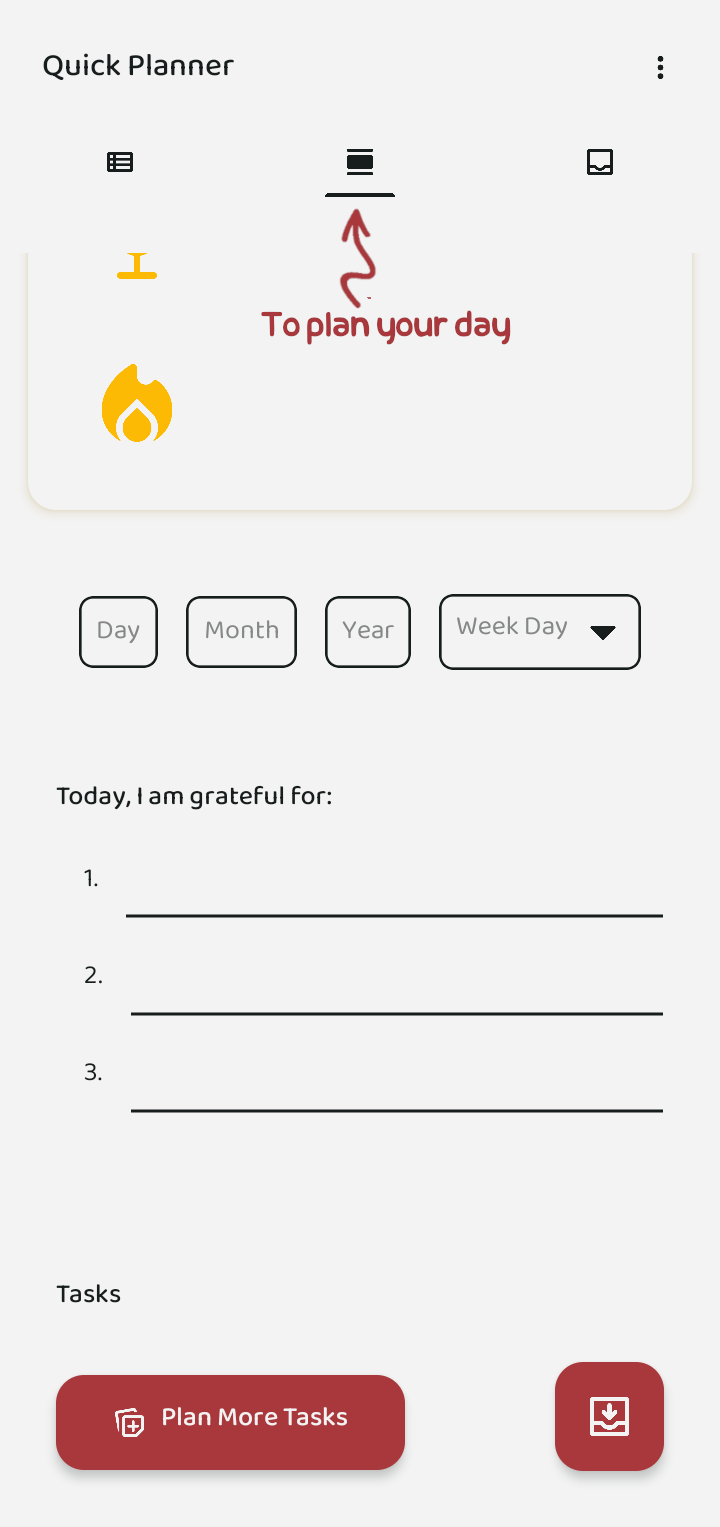 Quick Planner
To plan your day
Day Month Year Week Day
Today, I am grateful for:
1.
2.
3.
Tasks
Plan More Tasks